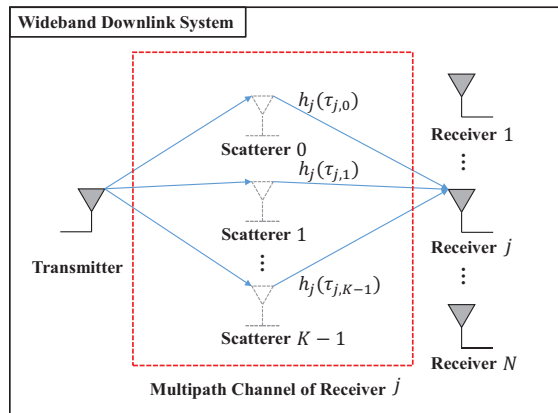 Wideband Downlink System
h_j(τ_{j,0})
Scatterer 0
Receiver 1
⋮
h_j(τ_{j,1})
Scatterer 1
Transmitter
Receiver j
⋮
⋮
h_j(τ_{j,K−1})
Scatterer K − 1
Receiver N
Multipath Channel of Receiver j